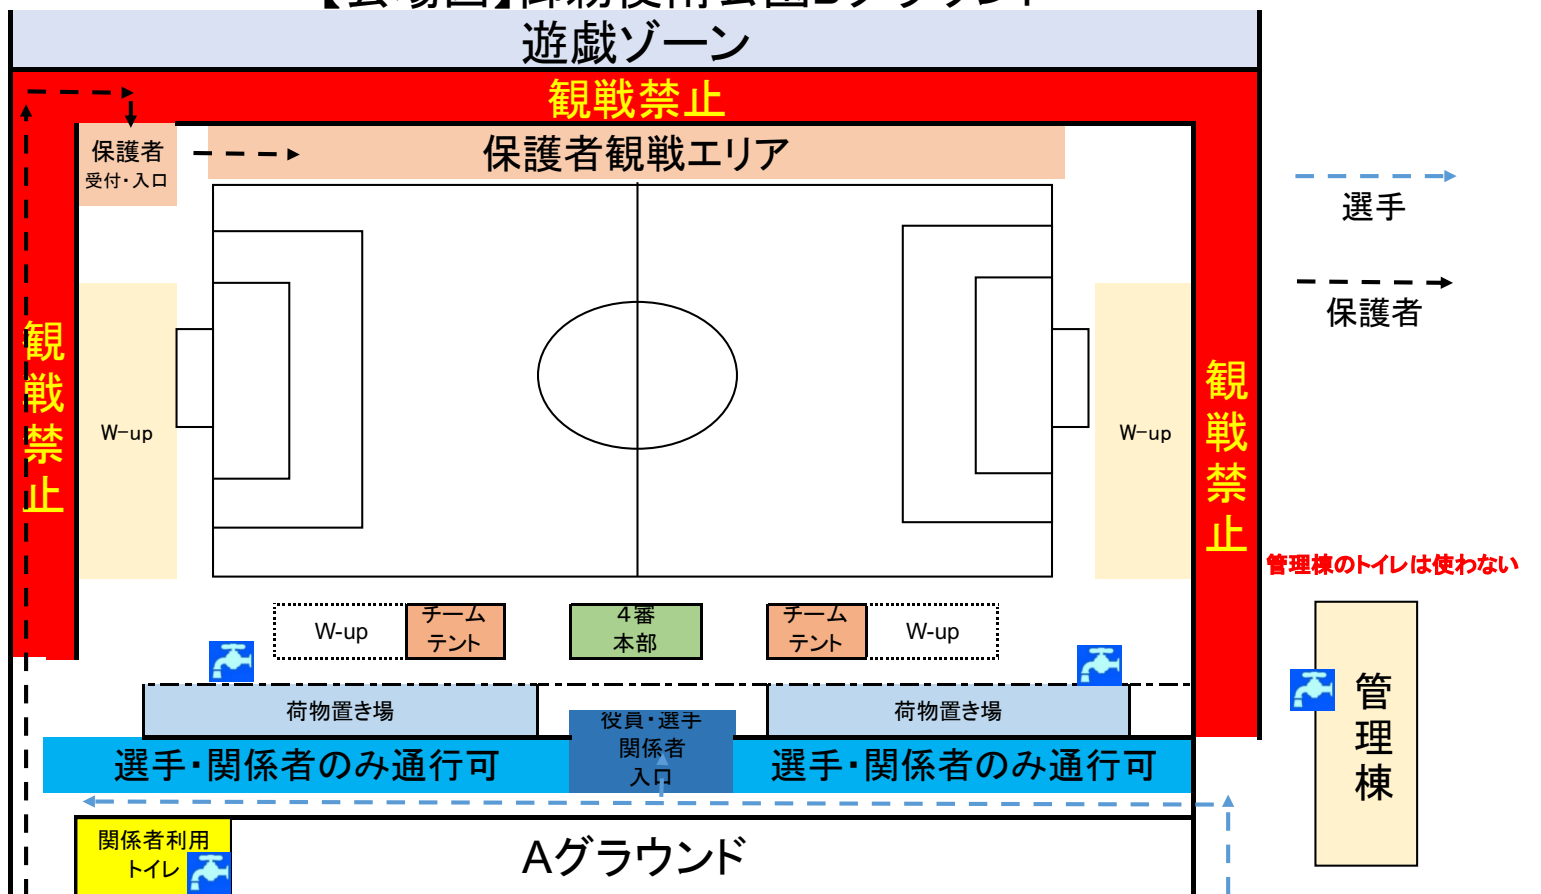 遊戯ゾーン
観戦禁止
保護者
受付・入口
保護者観戦エリア
選手
保護者
観戦禁止
W-up
W-up
観戦禁止
管理棟のトイレは使わない
W-up
チーム
テント
4番
本部
チーム
テント
W-up
荷物置き場
役員・選手
関係者
入口
荷物置き場
管理棟
選手・関係者のみ通行可
選手・関係者のみ通行可
関係者利用
トイレ
Aグラウンド